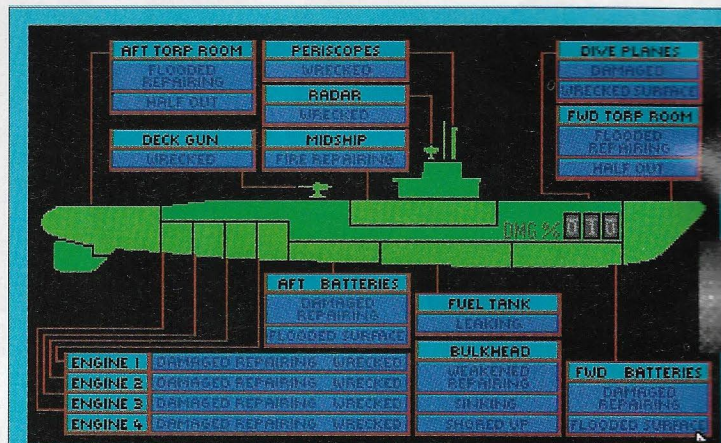 AFT TORP ROOM
FLOODED
REPAIRING
HALF OUT
PERISCOPES
WRECKED
RADAR
WRECKED
DIVE PLANES
DAMAGED
WRECKED SURFACE
FWD TORP ROOM
FLOODED
REPAIRING
HALF OUT
DECK GUN
WRECKED
MIDSHIP
FIRE REPAIRING
DMG % 010
AFT BATTERIES
DAMAGED
REPAIRING
FLOODED SURFACE
FUEL TANK
LEAKING
BULKHEAD
WEAKENED
REPAIRING
SINKING
SHORED UP
FWD BATTERIES
DAMAGED
REPAIRING
FLOODED SURFACE
ENGINE 1 DAMAGED REPAIRING WRECKED
ENGINE 2 DAMAGED REPAIRING WRECKED
ENGINE 3 DAMAGED REPAIRING WRECKED
ENGINE 4 DAMAGED REPAIRING WRECKED